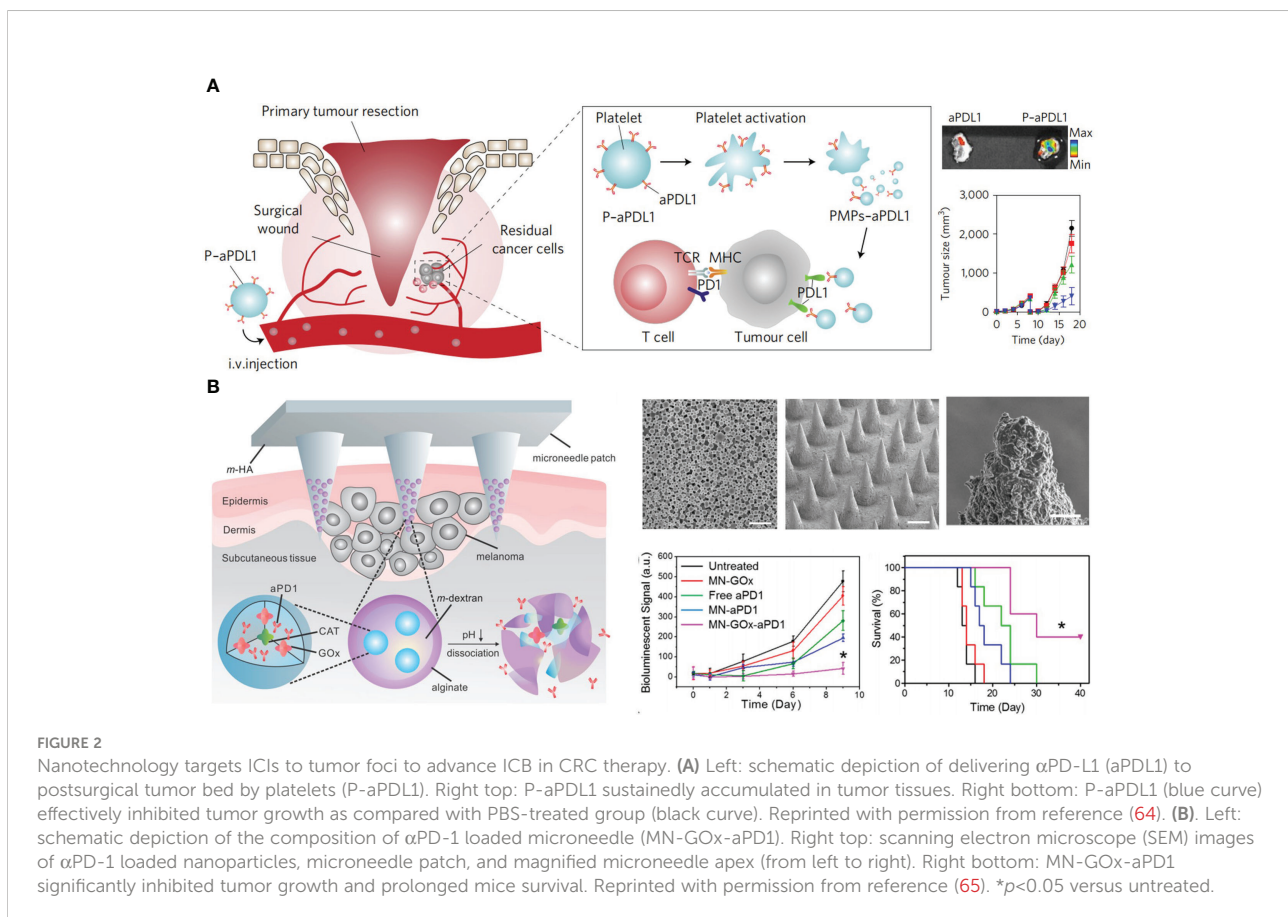 A
Primary tumour resection
Surgical
wound
Residual
cancer cells
P-aPDL1
i.v.injection
Platelet
Platelet activation
aPDL1
P-aPDL1
PMPs-aPDL1
TCR MHC
PD1
PDL1
T cell
Tumour cell
aPDL1
P-aPDL1
Max
Min
Tumour size (mm³)
3,000
2,000
1,000
0
0 5 10 15 20
Time (day)
B
m-HA
microneedle patch
Epidermis
Dermis
Subcutaneous tissue
melanoma
aPD1
CAT
GOx
m-dextran
alginate
pH↓
dissociation
Bioluminescent Signal (a.u.)
600
500
400
300
200
100
0
Untreated
MN-GOx
Free aPD1
MN-aPD1
MN-GOx-aPD1
*
0 2 4 6 8 10
Time (Day)
Survival (%)
100
80
60
40
20
0
*
0 10 20 30 40
Time (Day)
FIGURE 2
Nanotechnology targets ICIs to tumor foci to advance ICB in CRC therapy. (A) Left: schematic depiction of delivering αPD-L1 (aPDL1) to
postsurgical tumor bed by platelets (P-aPDL1). Right top: P-aPDL1 sustainedly accumulated in tumor tissues. Right bottom: P-aPDL1 (blue curve)
effectively inhibited tumor growth as compared with PBS-treated group (black curve). Reprinted with permission from reference (64). (B). Left:
schematic depiction of the composition of αPD-1 loaded microneedle (MN-GOx-aPD1). Right top: scanning electron microscope (SEM) images
of αPD-1 loaded nanoparticles, microneedle patch, and magnified microneedle apex (from left to right). Right bottom: MN-GOx-aPD1
significantly inhibited tumor growth and prolonged mice survival. Reprinted with permission from reference (65). *p<0.05 versus untreated.